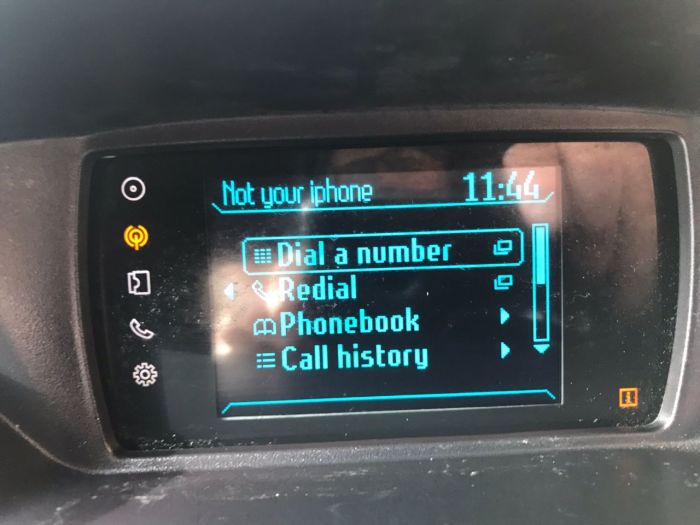 Not your iphone 11:44
Dial a number
Redial
Phonebook
Call history